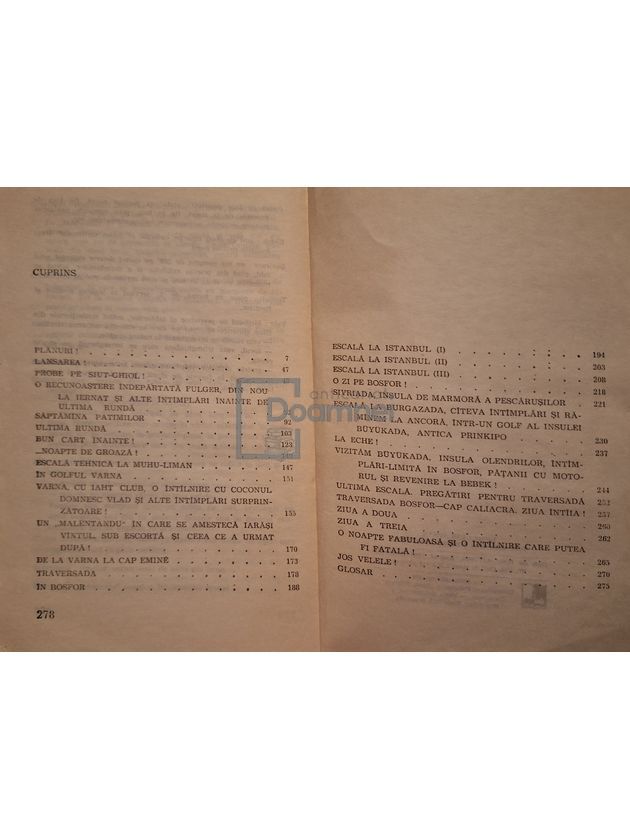 CUPRINS
PLANURI! 7
LANSAREA! 47
PROBE PE SIUT-GHIOL!
O RECUNOAȘTERE ÎNDEPĂRTATĂ FULGER, DIN NOU
LA IERNAT ȘI ALTE ÎNTÎMPLĂRI ÎNAINTE DE
ULTIMA RUNDĂ
SĂPTĂMÎNA PATIMILOR 92
ULTIMA RUNDĂ 103
BUN CART ÎNAINTE! 123
„NOAPTE DE GROAZĂ!
ESCALĂ TEHNICĂ LA MUHU-LIMAN 147
ÎN GOLFUL VARNA 151
VARNA, CU IAHT CLUB, O ÎNTÎLNIRE CU COCONUL
DOMNESC VLAD ȘI ALTE ÎNTÎMPLĂRI SURPRIN-
ZĂTOARE! 155
UN „MALENTANDU" ÎN CARE SE AMESTECĂ IARĂȘI
VÎNTUL, SUB ESCORTĂ ȘI CEEA CE A URMAT
DUPĂ! 170
DE LA VARNA LA CAP EMINE 173
TRAVERSADA 178
ÎN BOSFOR 188
278
ESCALĂ LA ISTANBUL (I) 194
ESCALĂ LA ISTANBUL (II) 203
ESCALĂ LA ISTANBUL (III) 208
O ZI PE BOSFOR! 218
SIVRIADA, INSULA DE MARMORĂ A PESCĂRUȘILOR 221
ESCALĂ LA BURGAZADA, CÎTEVA ÎNTÎMPLĂRI ȘI RĂ-
MÎNEM LA ANCORĂ, ÎNTR-UN GOLF AL INSULEI
BÜYÜKADA, ANTICA PRINKIPO 230
LA ECHE! 237
VIZITĂM BÜYÜKADA, INSULA OLENDRILOR, ÎNTÎM-
PLĂRI-LIMITĂ ÎN BOSFOR, PĂȚANII CU MOTO-
RUL ȘI REVENIRE LA BEBEK! 244
ULTIMA ESCALĂ. PREGĂTIRI PENTRU TRAVERSADĂ 252
TRAVERSADA BOSFOR—CAP CALIACRA. ZIUA ÎNTÎIA! 257
ZIUA A DOUA 260
ZIUA A TREIA 262
O NOAPTE FABULOASĂ ȘI O ÎNTÎLNIRE CARE PUTEA
FI FATALĂ! 265
JOS VELELE! 270
GLOSAR 275